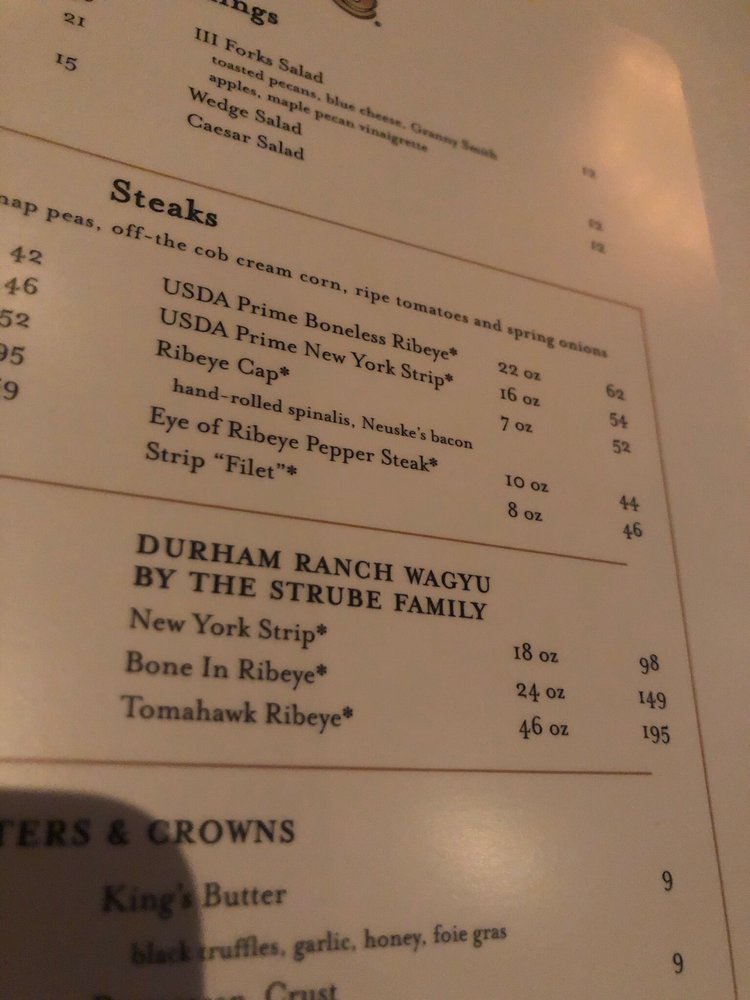 21
15
III Forks Salad
toasted pecans, blue cheese, Granny Smith
apples, maple pecan vinaigrette 12
Wedge Salad 12
Caesar Salad 12
Steaks
peas, off-the cob cream corn, ripe tomatoes and spring onions
42
46
52
USDA Prime Boneless Ribeye* 22 oz 62
USDA Prime New York Strip* 16 oz 54
Ribeye Cap* 7 oz 52
hand-rolled spinalis, Neuske's bacon
Eye of Ribeye Pepper Steak* 10 oz 44
Strip "Filet"* 8 oz 46
DURHAM RANCH WAGYU
BY THE STRUBE FAMILY
New York Strip* 18 oz 98
Bone In Ribeye* 24 oz 149
Tomahawk Ribeye* 46 oz 195
& CROWNS
King's Butter 9
black truffles, garlic, honey, foie gras
Crust 9